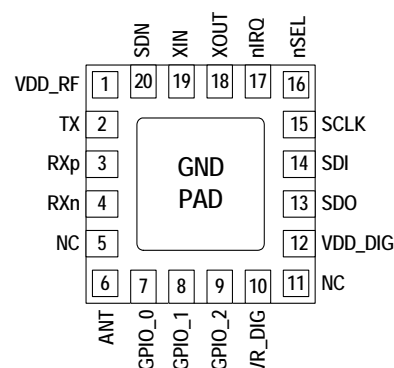 SDN
XIN
XOUT
nIRQ
nSEL
VDD_RF 1 20 19 18 17 16
TX 2 15 SCLK
RXp 3 GND 14 SDI
RXn 4 PAD 13 SDO
NC 5 12 VDD_DIG
6 7 8 9 10 11 NC
ANT
GPIO_0
GPIO_1
GPIO_2
VR_DIG